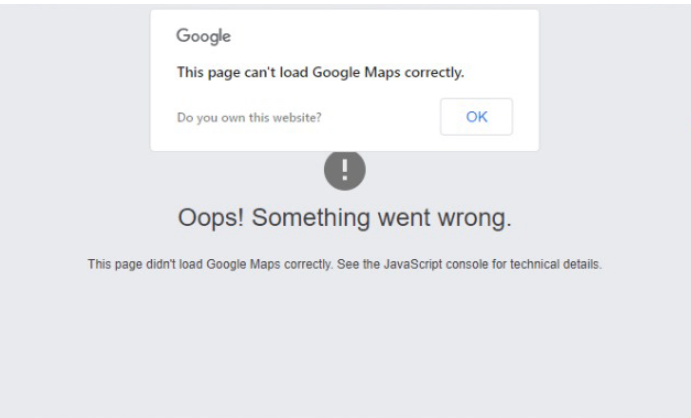 Google
This page can't load Google Maps correctly.
Do you own this website?
OK
Oops! Something went wrong.
This page didn't load Google Maps correctly. See the JavaScript console for technical details.